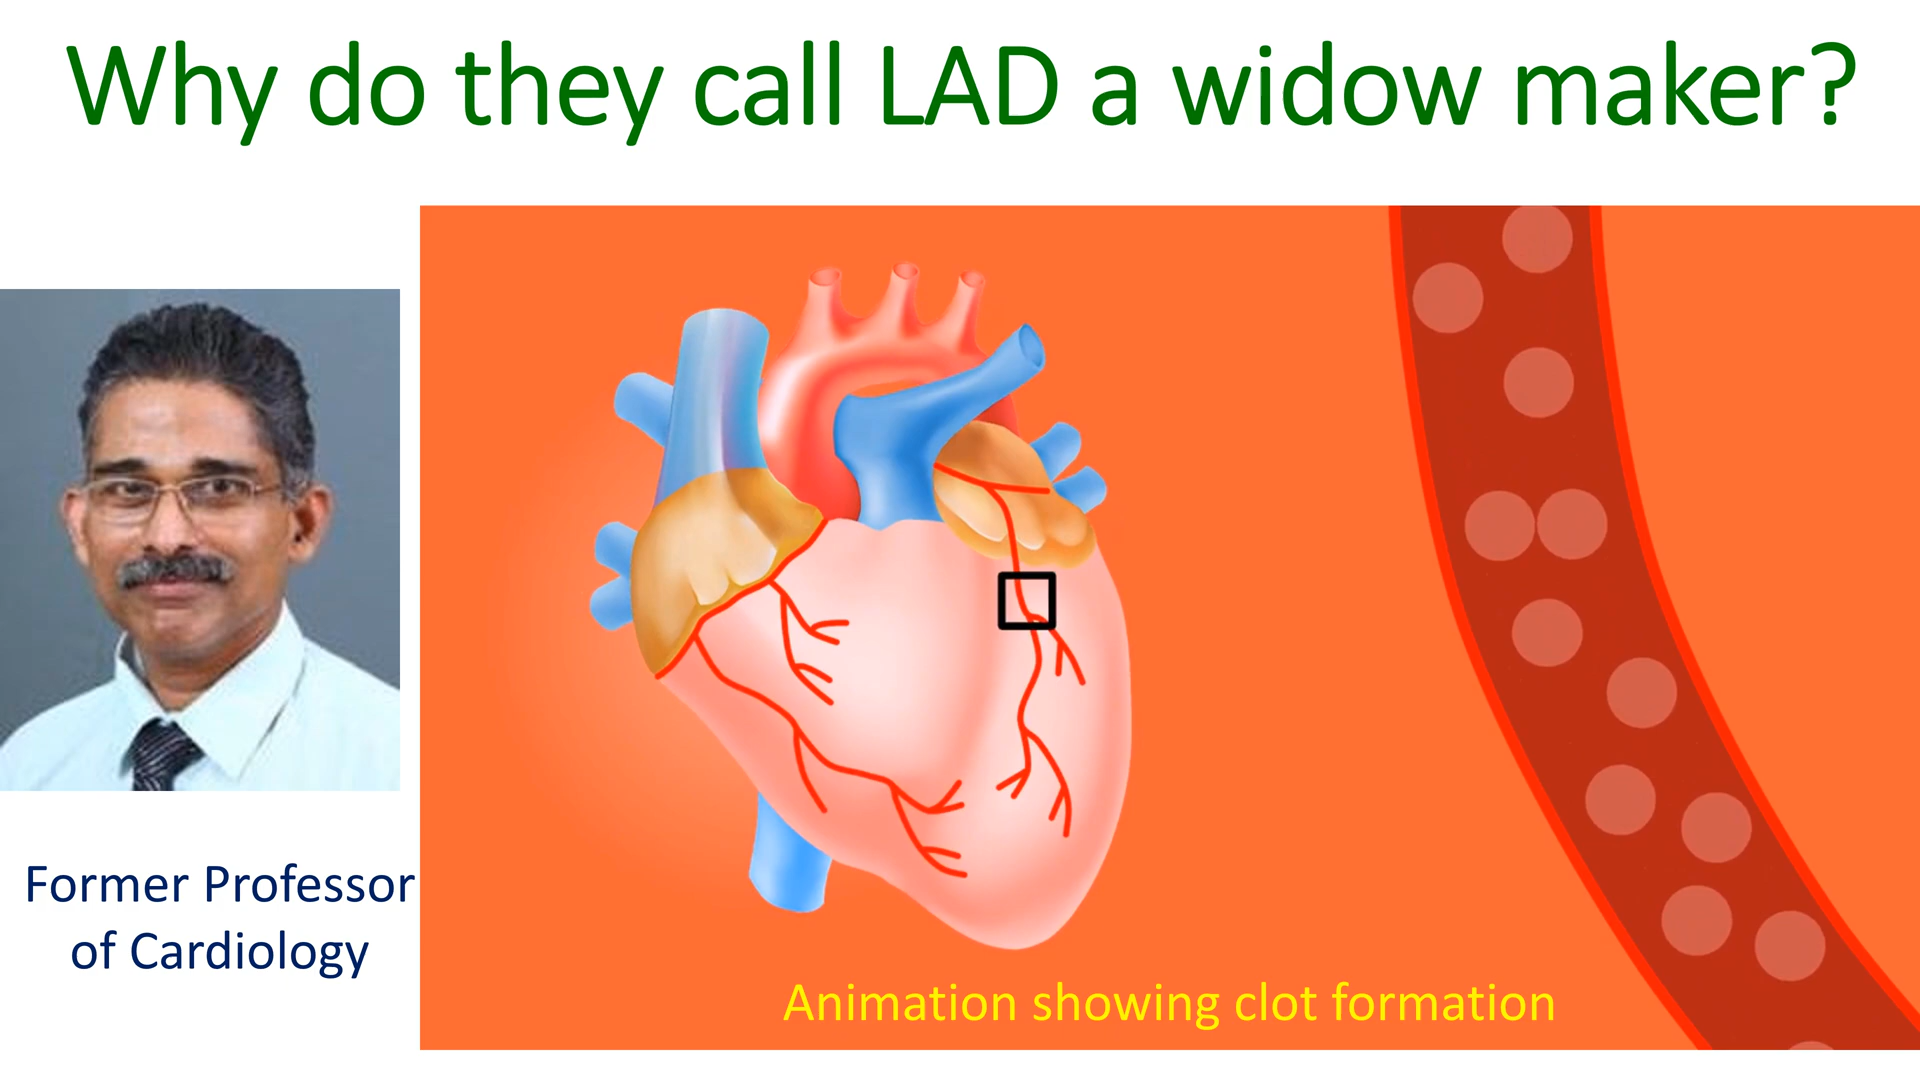 Why do they call LAD a widow maker?
Former Professor
of Cardiology
Animation showing clot formation